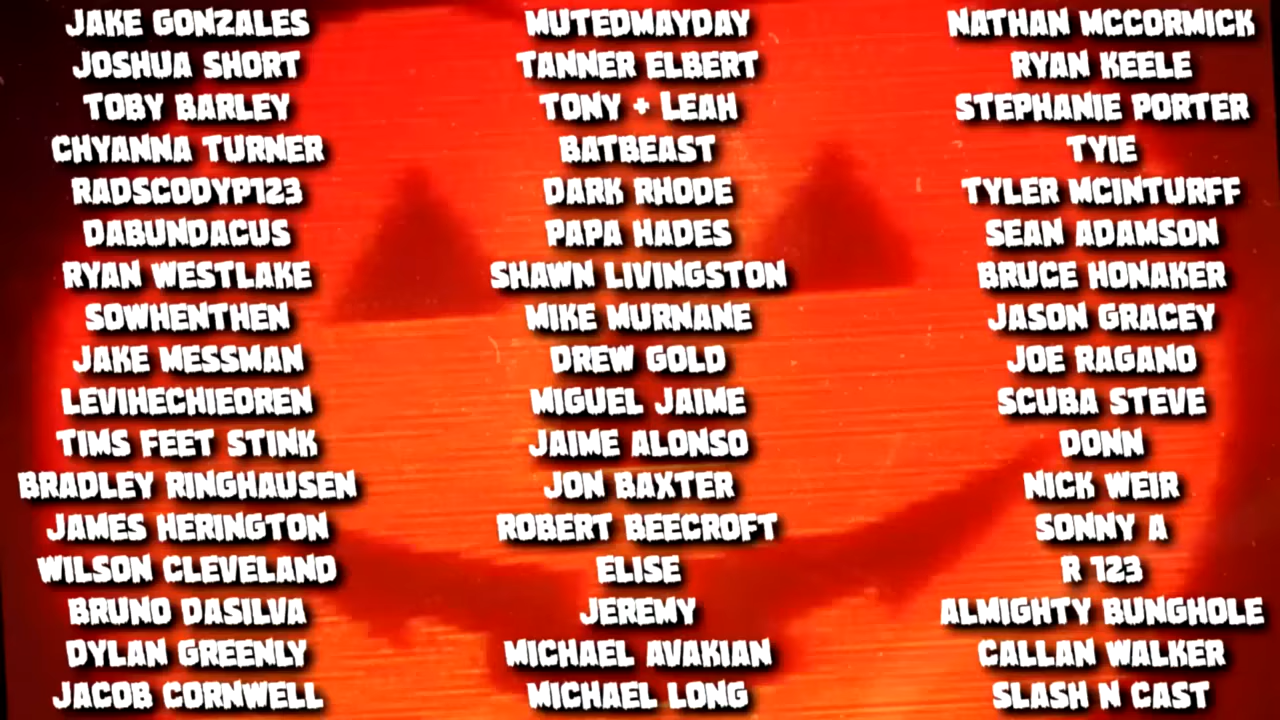 JAKE GONZALES
JOSHUA SHORT
TOBY BARLEY
CHYANNA TURNER
RADSCODYP123
DABUNDACUS
RYAN WESTLAKE
SOWHENTHEN
JAKE MESSMAN
LEVIHECHIEOREN
TIMS FEET STINK
BRADLEY RINGHAUSEN
JAMES HERINGTON
WILSON CLEVELAND
BRUNO DASILVA
DYLAN GREENLY
JACOB CORNWELL
MUTEDMAYDAY
TANNER ELBERT
TONY + LEAH
BATBEAST
DARK RHODE
PAPA HADES
SHAWN LIVINGSTON
MIKE MURNANE
DREW GOLD
MIGUEL JAIME
JAIME ALONSO
JON BAXTER
ROBERT BEECROFT
ELISE
JEREMY
MICHAEL AVAKIAN
MICHAEL LONG
NATHAN MCCORMICK
RYAN KEELE
STEPHANIE PORTER
TYIE
TYLER MCINTURFF
SEAN ADAMSON
BRUCE HONAKER
JASON GRACEY
JOE RAGANO
SCUBA STEVE
DONN
NICK WEIR
SONNY A
R 123
ALMIGHTY BUNGHOLE
CALLAN WALKER
SLASH N CAST